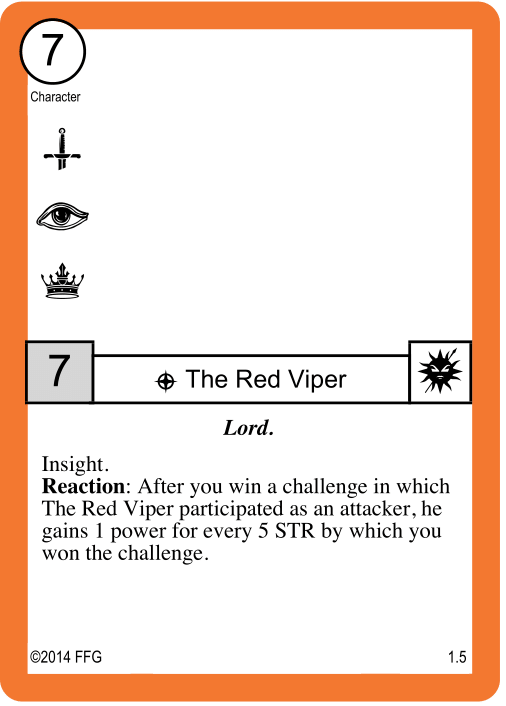 7
Character
7
The Red Viper
Lord.
Insight.
Reaction: After you win a challenge in which
The Red Viper participated as an attacker, he
gains 1 power for every 5 STR by which you
won the challenge.
©2014 FFG 1.5